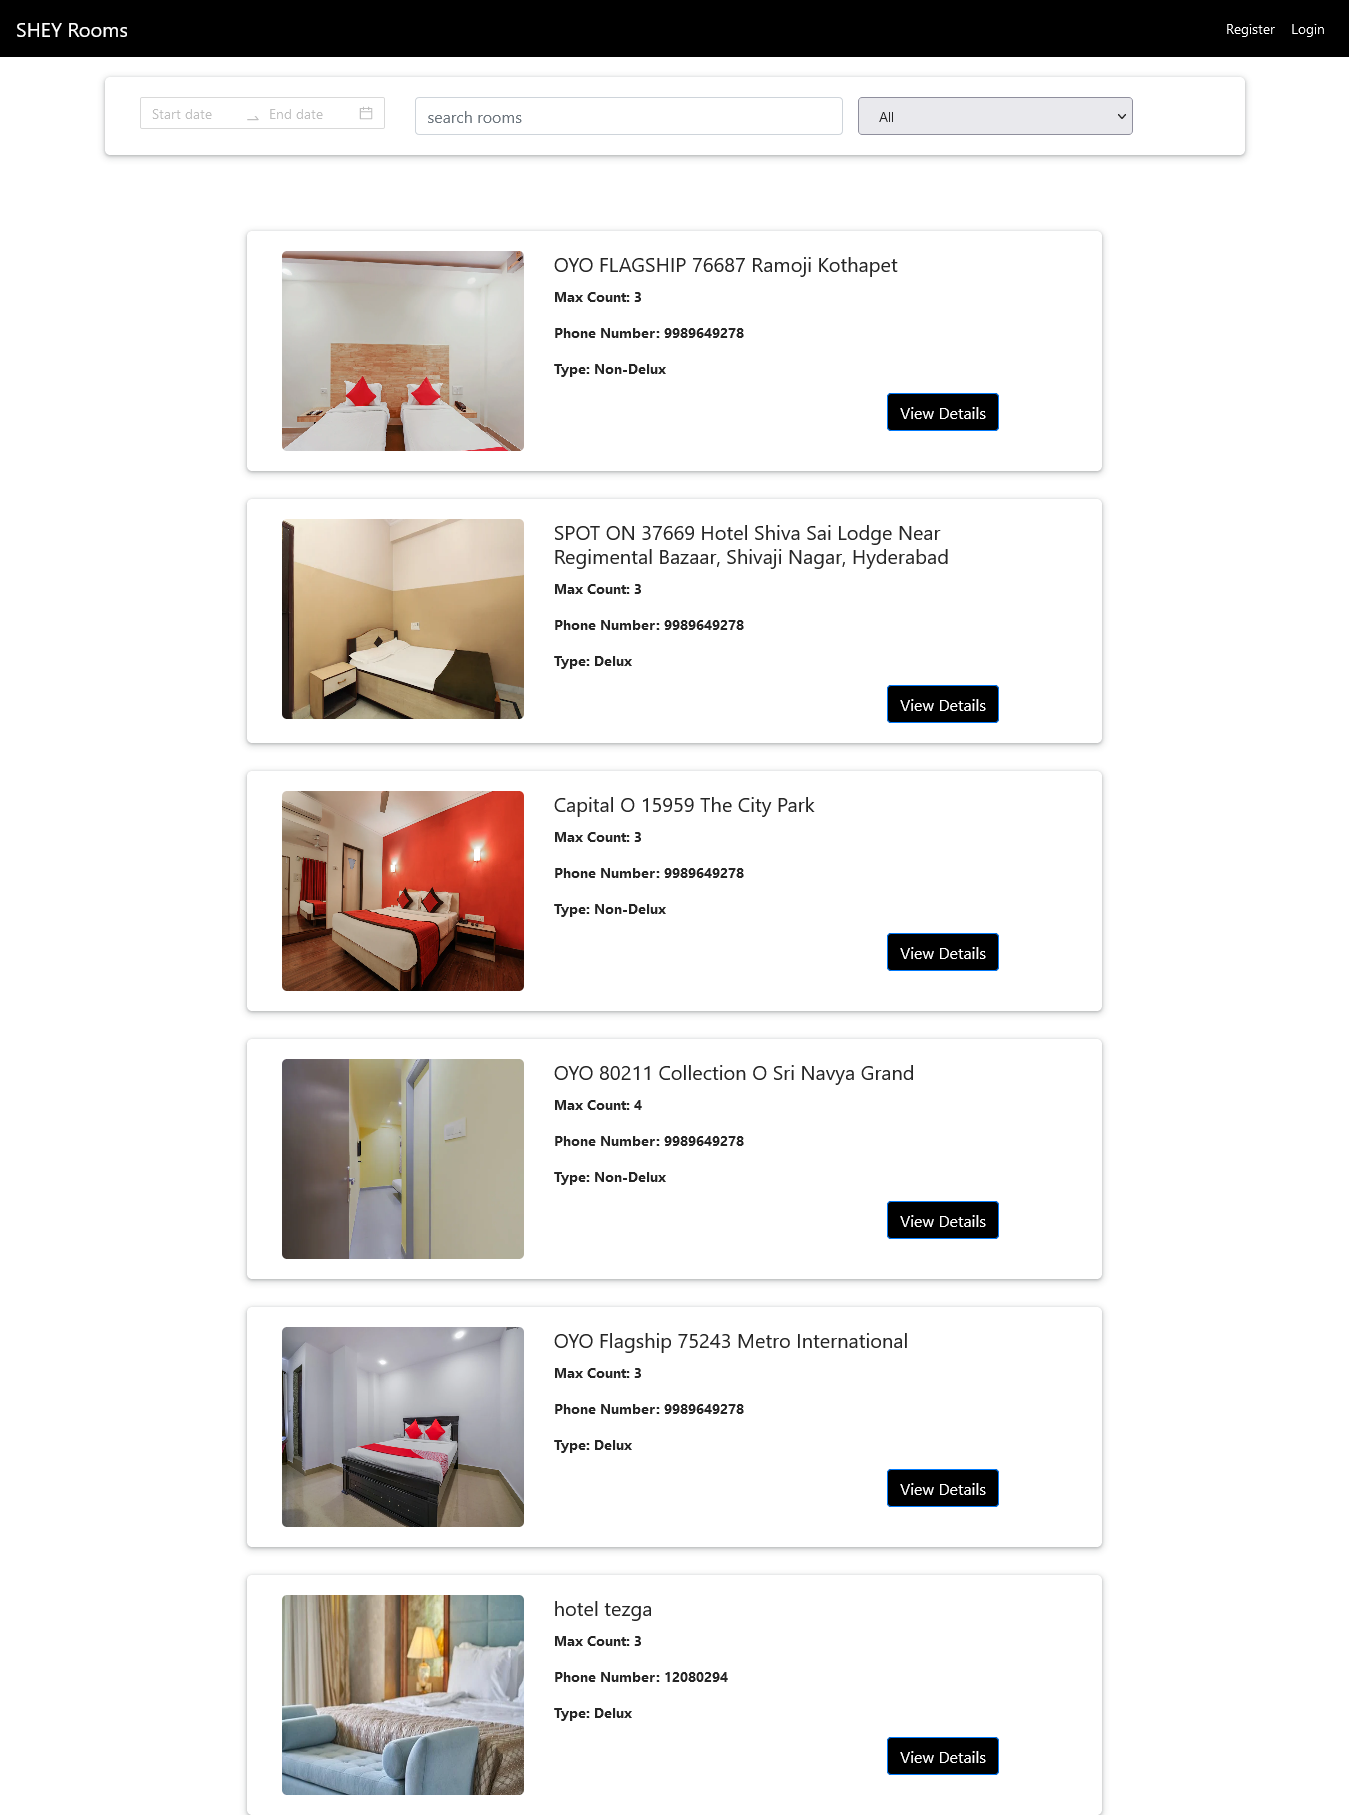 SHEY Rooms
Register
Login
Start date
End date
search rooms
All
OYO FLAGSHIP 76687 Ramoji Kothapet
Max Count: 3
Phone Number: 9989649278
Type: Non-Delux
View Details
SPOT ON 37669 Hotel Shiva Sai Lodge Near
Regimental Bazaar, Shivaji Nagar, Hyderabad
Max Count: 3
Phone Number: 9989649278
Type: Delux
View Details
Capital O 15959 The City Park
Max Count: 3
Phone Number: 9989649278
Type: Non-Delux
View Details
OYO 80211 Collection O Sri Navya Grand
Max Count: 4
Phone Number: 9989649278
Type: Non-Delux
View Details
OYO Flagship 75243 Metro International
Max Count: 3
Phone Number: 9989649278
Type: Delux
View Details
hotel tezga
Max Count: 3
Phone Number: 12080294
Type: Delux
View Details